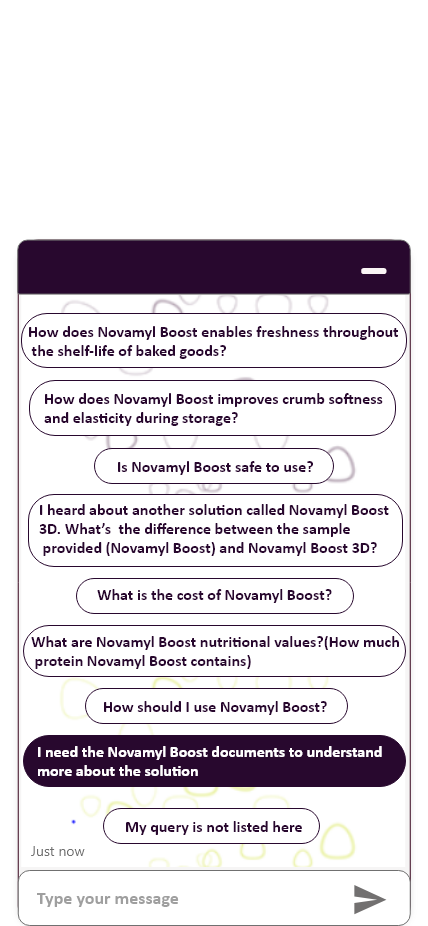 How does Novamyl Boost enables freshness throughout
the shelf-life of baked goods?
How does Novamyl Boost improves crumb softness
and elasticity during storage?
Is Novamyl Boost safe to use?
I heard about another solution called Novamyl Boost
3D. What’s the difference between the sample
provided (Novamyl Boost) and Novamyl Boost 3D?
What is the cost of Novamyl Boost?
What are Novamyl Boost nutritional values?(How much
protein Novamyl Boost contains)
How should I use Novamyl Boost?
I need the Novamyl Boost documents to understand
more about the solution
My query is not listed here
Just now
Type your message